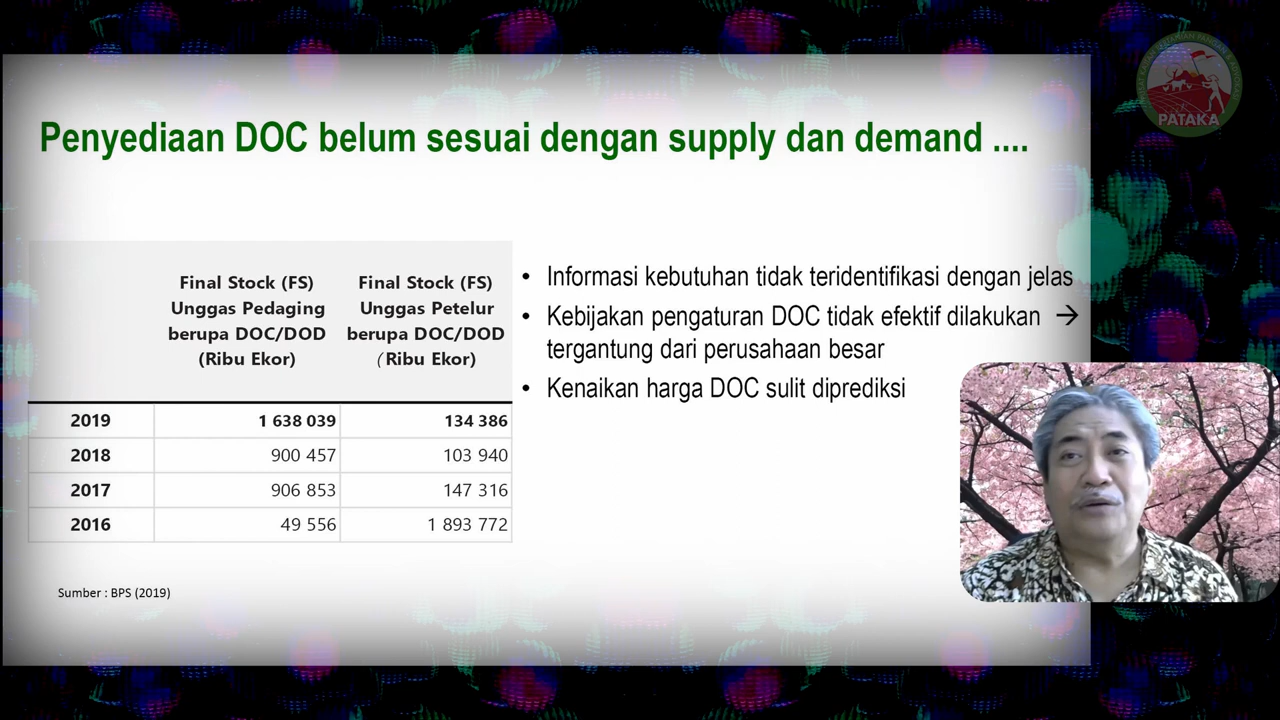 Penyediaan DOC belum sesuai dengan supply dan demand ....
Final Stock (FS)
Unggas Pedaging
berupa DOC/DOD
(Ribu Ekor)
Final Stock (FS)
Unggas Petelur
berupa DOC/DOD
(Ribu Ekor)
2019 1 638 039 134 386
2018 900 457 103 940
2017 906 853 147 316
2016 49 556 1 893 772
Sumber : BPS (2019)
• Informasi kebutuhan tidak teridentifikasi dengan jelas
• Kebijakan pengaturan DOC tidak efektif dilakukan →
tergantung dari perusahaan besar
• Kenaikan harga DOC sulit diprediksi
PATAKA